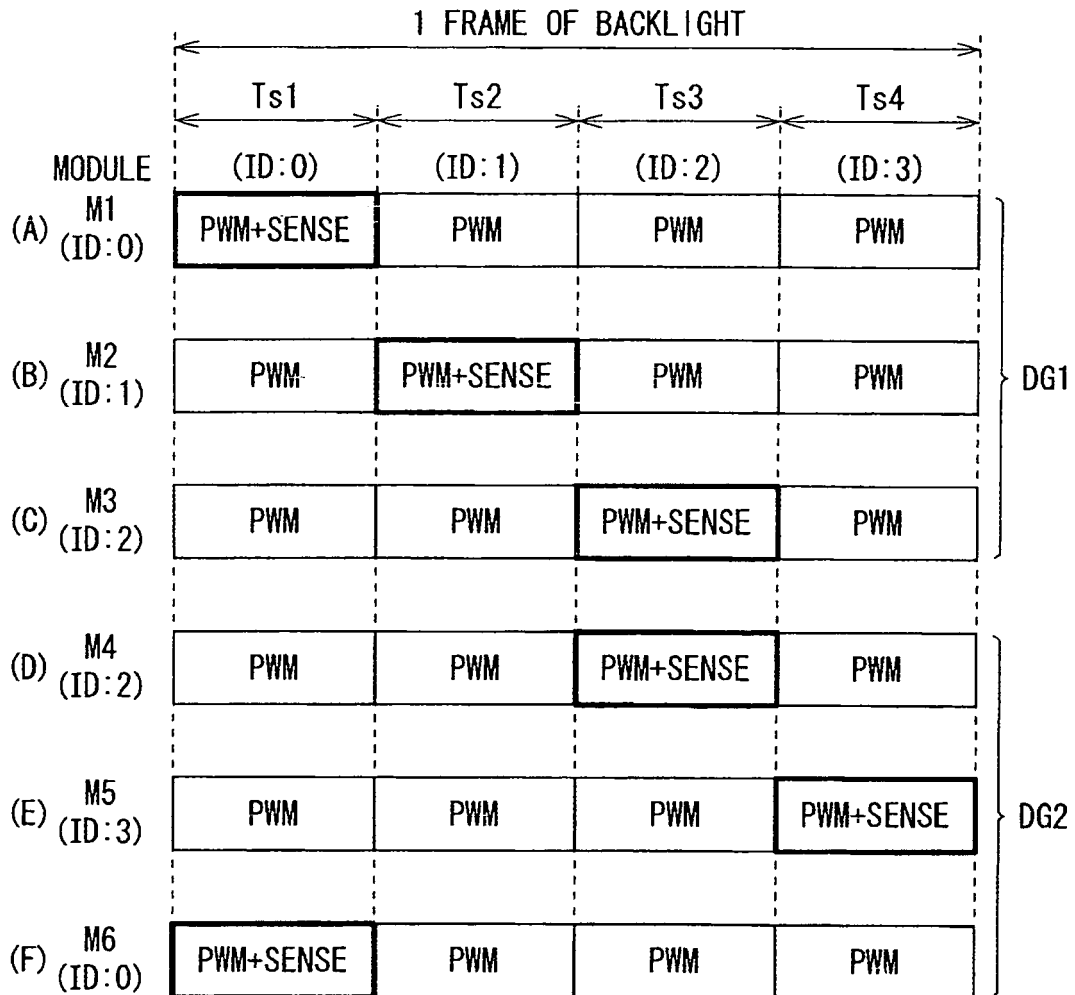 1 FRAME OF BACKLIGHT
Ts1 Ts2 Ts3 Ts4
MODULE (ID:0) (ID:1) (ID:2) (ID:3)
(A) M1 (ID:0) PWM+SENSE PWM PWM PWM
(B) M2 (ID:1) PWM PWM+SENSE PWM PWM
DG1
(C) M3 (ID:2) PWM PWM PWM+SENSE PWM
(D) M4 (ID:2) PWM PWM PWM+SENSE PWM
(E) M5 (ID:3) PWM PWM PWM PWM+SENSE
DG2
(F) M6 (ID:0) PWM+SENSE PWM PWM PWM